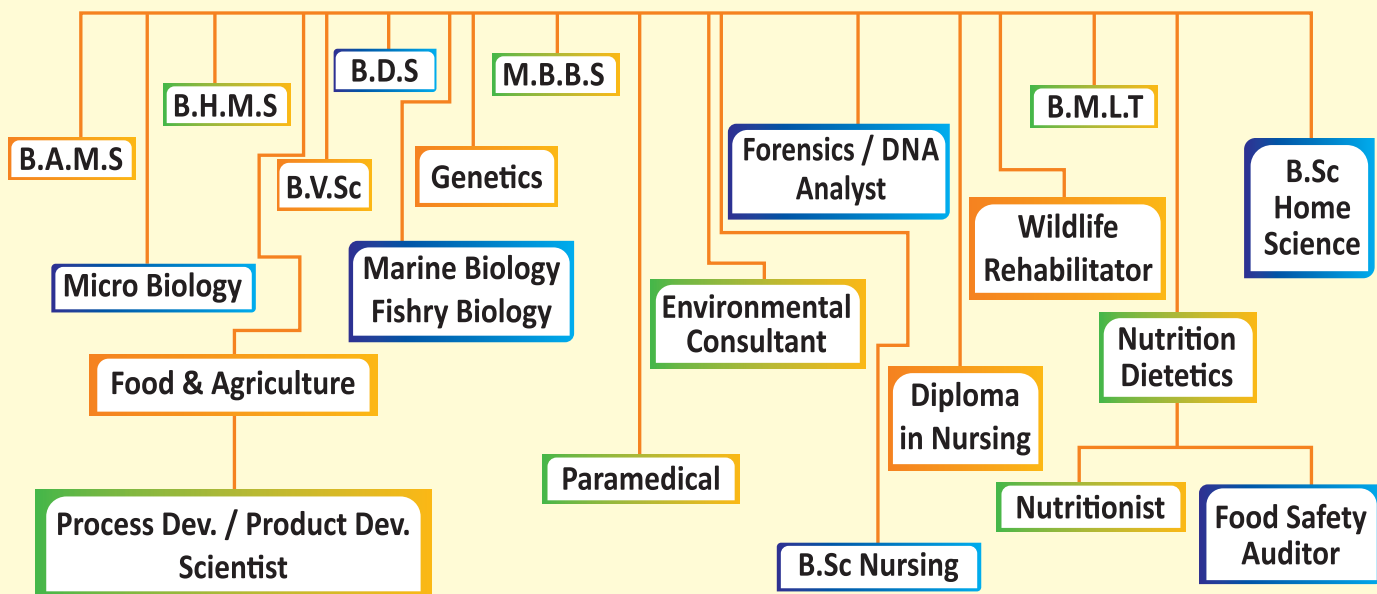 B.A.M.S
Micro Biology
B.H.M.S
Food & Agriculture
Process Dev. / Product Dev.
Scientist
B.V.Sc
B.D.S
Marine Biology
Fishry Biology
Genetics
M.B.B.S
Paramedical
Environmental
Consultant
B.Sc Nursing
Forensics / DNA
Analyst
Diploma
in Nursing
Wildlife
Rehabilitator
B.M.L.T
Nutrition
Dietetics
Nutritionist
Food Safety
Auditor
B.Sc
Home
Science